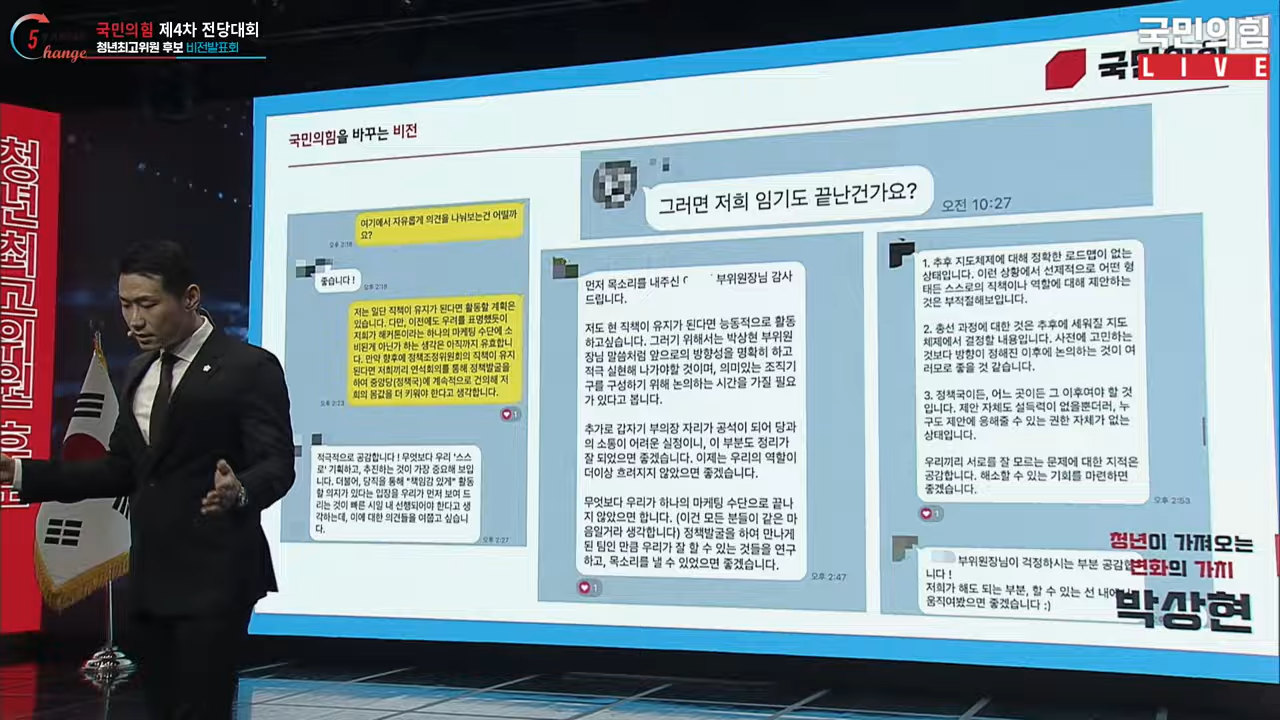 5
hange
국민의힘 제4차 전당대회
청년최고위원 후보 비전발표회
국민의힘
LIVE
청년최고위원 후
국민의힘을 바꾸는 비전
그러면 저희 임기도 끝난건가요?
오전 10:27
여기에서 자유롭게 의견을 나눠보는건 어떨까
요?
오후 2:18
좋습니다 !
오후 2:18
저는 일단 직책이 유지가 된다면 활동할 계획은
있습니다. 다만, 이전에도 우려를 표명했듯이
저희가 해커톤이라는 하나의 마케팅 수단에 소
비된게 아닌가 하는 생각은 아직까지 유효합니다.
만약 향후에 정책조정위원회의 직책이 유지
된다면 저희끼리 연석회의를 통해 정책발굴을
하여 중앙당(정책국)에 계속적으로 건의해 저
희의 몸값을 더 키워야 한다고 생각합니다.
오후 2:23
1
적극적으로 공감합니다 ! 무엇보다 우리 '스스
로' 기획하고, 추진하는 것이 가장 중요해 보입
니다. 더불어, 당직을 통해 "책임감 있게" 활동
할 의지가 있다는 입장을 우리가 먼저 보여 드
리는 것이 빠른 시일 내 선행되어야 한다고 생
각하는데, 이에 대한 의견들을 여쭙고 싶습니
다.
오후 2:27
먼저 목소리를 내주신 부위원장님 감사
드립니다.
저도 현 직책이 유지가 된다면 능동적으로 활동
하고싶습니다. 그러기 위해서는 박상현 부위원
장님 말씀처럼 앞으로의 방향성을 명확히 하고
적극 실현해 나가야할 것이며, 의미있는 조직기
구를 구성하기 위해 논의하는 시간을 가질 필요
가 있다고 봅니다.
추가로 갑자기 부의장 자리가 공석이 되어 당과
의 소통이 어려운 실정이니, 이 부분도 정리가
잘 되었으면 좋겠습니다. 이제는 우리의 역할이
더이상 흐려지지 않았으면 좋겠습니다.
무엇보다 우리가 하나의 마케팅 수단으로 끝나
지 않았으면 합니다. (이건 모든 분들이 같은 마
음일거라 생각합니다) 정책발굴을 하여 만나게
된 팀인 만큼 우리가 잘 할 수 있는 것들을 연구
하고, 목소리를 낼 수 있었으면 좋겠습니다.
오후 2:47
1
1. 추후 지도체제에 대해 정확한 로드맵이 없는
상태입니다. 이런 상황에서 선제적으로 어떤 형
태든 스스로의 직책이나 역할에 대해 제안하는
것은 부적절해보입니다.
2. 총선 과정에 대한 것은 추후에 세워질 지도
체제에서 결정할 내용입니다. 사전에 고민하는
것보다 방향이 정해진 이후에 논의하는 것이 여
러모로 좋을 것 같습니다.
3. 정책국이든, 어느 곳이든 그 이후여야 할 것
입니다. 제안 자체도 설득력이 없을뿐더러, 누
구도 제안에 응해줄 수 있는 권한 자체가 없는
상태입니다.
우리끼리 서로를 잘 모르는 문제에 대한 지적은
공감합니다. 해소할 수 있는 기회를 마련하면
좋겠습니다.
오후 2:53
1
부위원장님이 걱정하시는 부분 공감합
니다 !
저희가 해도 되는 부분, 할 수 있는 선 내에서
움직여봤으면 좋겠습니다 :)
청년이 가져오는
변화의 가치
박상현